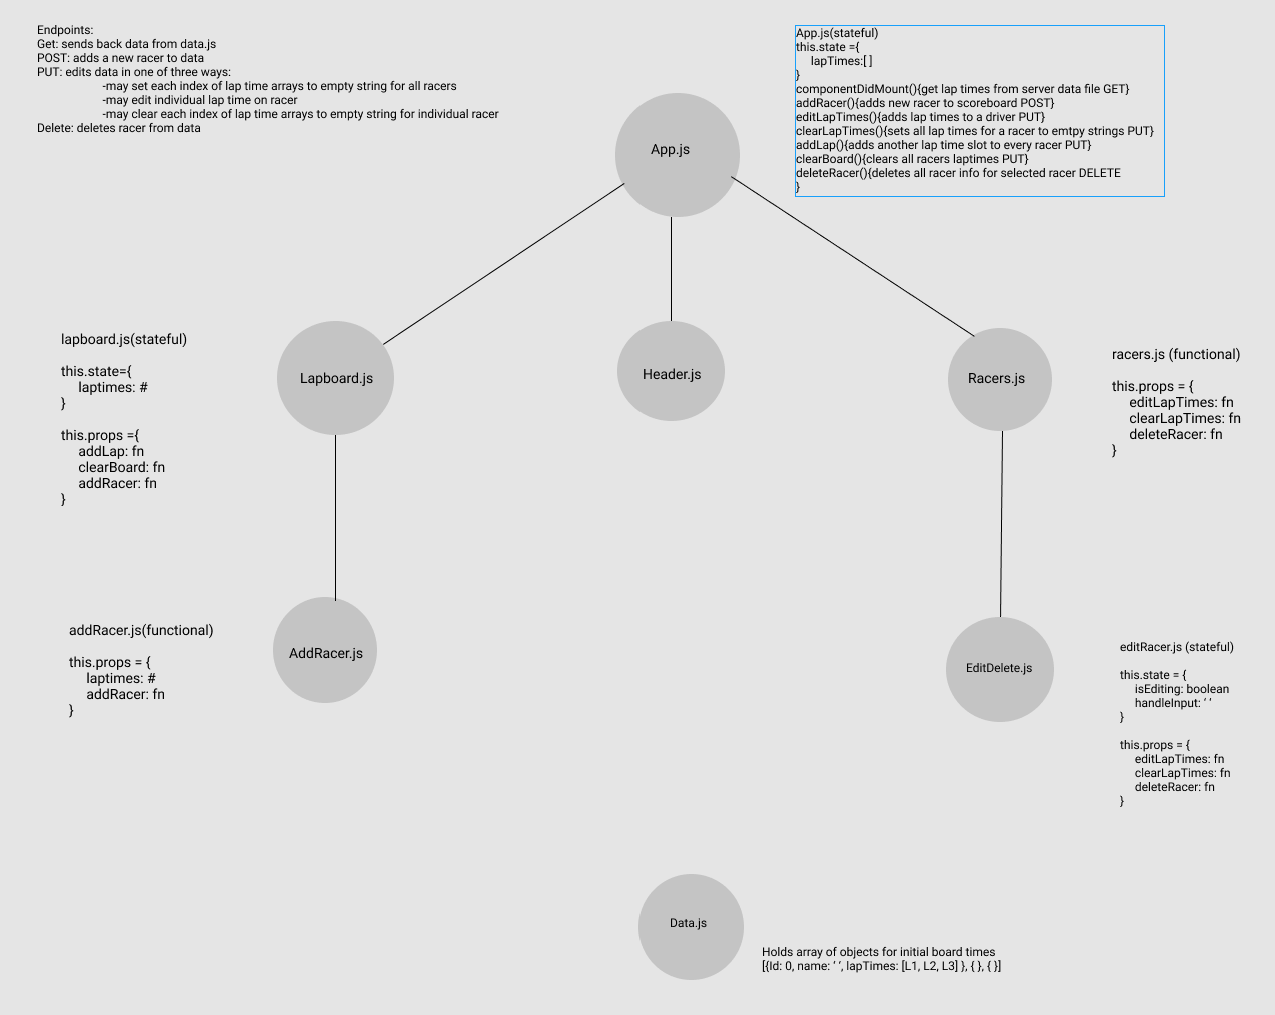 Endpoints:
Get: sends back data from data.js
POST: adds a new racer to data
PUT: edits data in one of three ways:
-may set each index of lap time arrays to empty string for all racers
-may edit individual lap time on racer
-may clear each index of lap time arrays to empty string for individual racer
Delete: deletes racer from data
App.js(stateful)
this.state ={
lapTimes:[ ]
}
componentDidMount(){get lap times from server data file GET}
addRacer(){adds new racer to scoreboard POST}
editLapTimes(){adds lap times to a driver PUT}
clearLapTimes(){sets all lap times for a racer to emtpy strings PUT}
addLap(){adds another lap time slot to every racer PUT}
clearBoard(){clears all racers laptimes PUT}
deleteRacer(){deletes all racer info for selected racer DELETE
}
App.js
lapboard.js(stateful)
this.state={
laptimes: #
}
this.props ={
addLap: fn
clearBoard: fn
addRacer: fn
}
Lapboard.js
Header.js
Racers.js
racers.js (functional)
this.props = {
editLapTimes: fn
clearLapTimes: fn
deleteRacer: fn
}
addRacer.js(functional)
this.props = {
laptimes: #
addRacer: fn
}
AddRacer.js
EditDelete.js
editRacer.js (stateful)
this.state = {
isEditing: boolean
handleInput: ‘ ‘
}
this.props = {
editLapTimes: fn
clearLapTimes: fn
deleteRacer: fn
}
Data.js
Holds array of objects for initial board times
[{Id: 0, name: ‘ ‘, lapTimes: [L1, L2, L3] }, { }, { }]